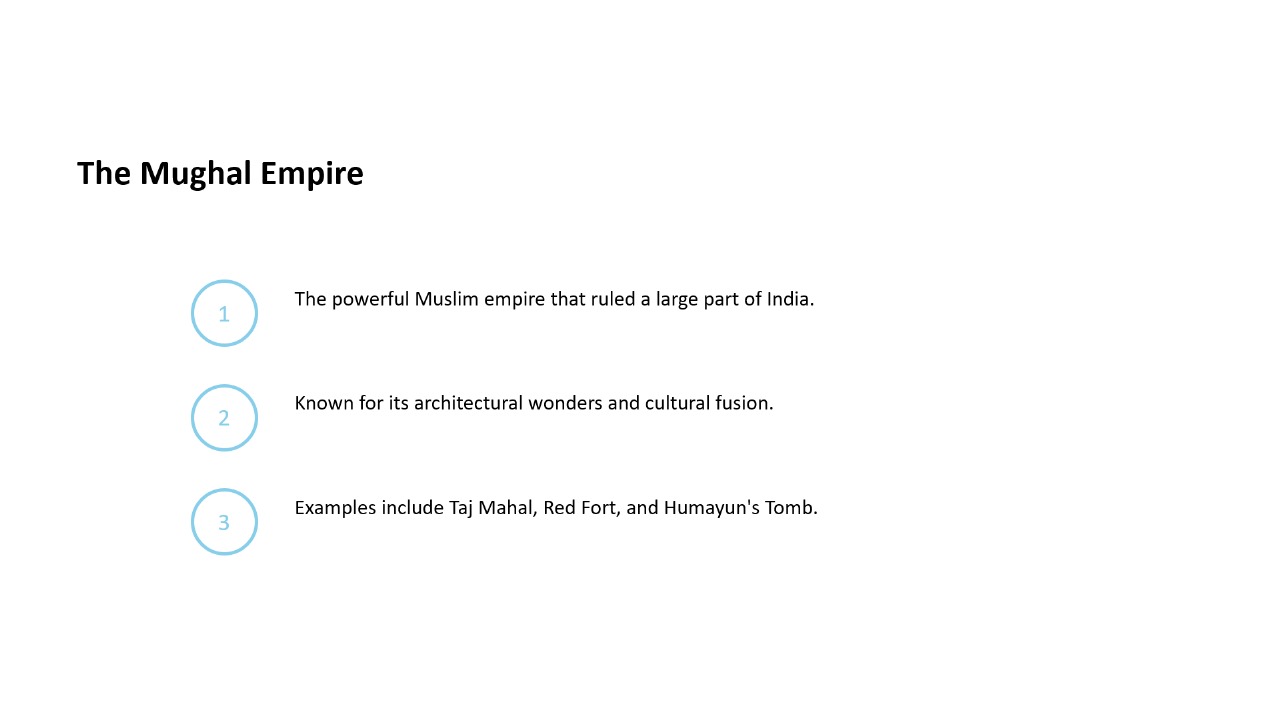 The Mughal Empire
1
The powerful Muslim empire that ruled a large part of India.
2
Known for its architectural wonders and cultural fusion.
3
Examples include Taj Mahal, Red Fort, and Humayun's Tomb.